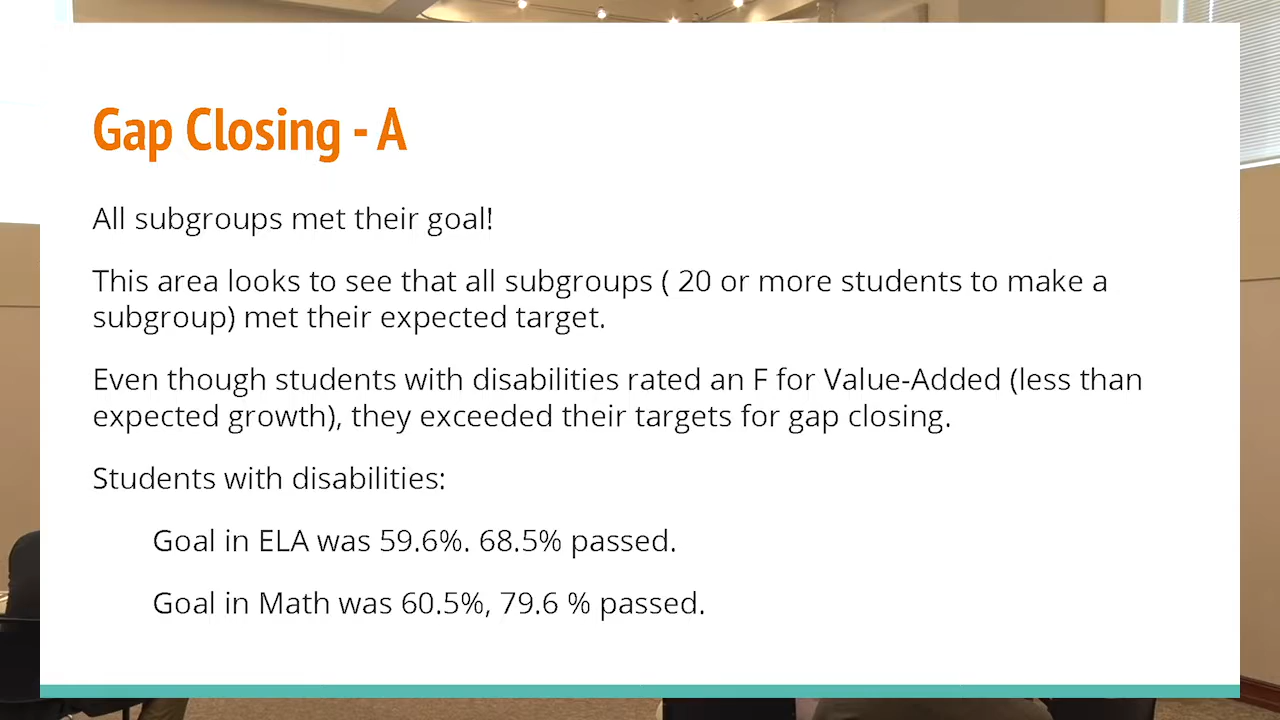 Gap Closing - A
All subgroups met their goal!
This area looks to see that all subgroups ( 20 or more students to make a
subgroup) met their expected target.
Even though students with disabilities rated an F for Value-Added (less than
expected growth), they exceeded their targets for gap closing.
Students with disabilities:
Goal in ELA was 59.6%. 68.5% passed.
Goal in Math was 60.5%, 79.6 % passed.